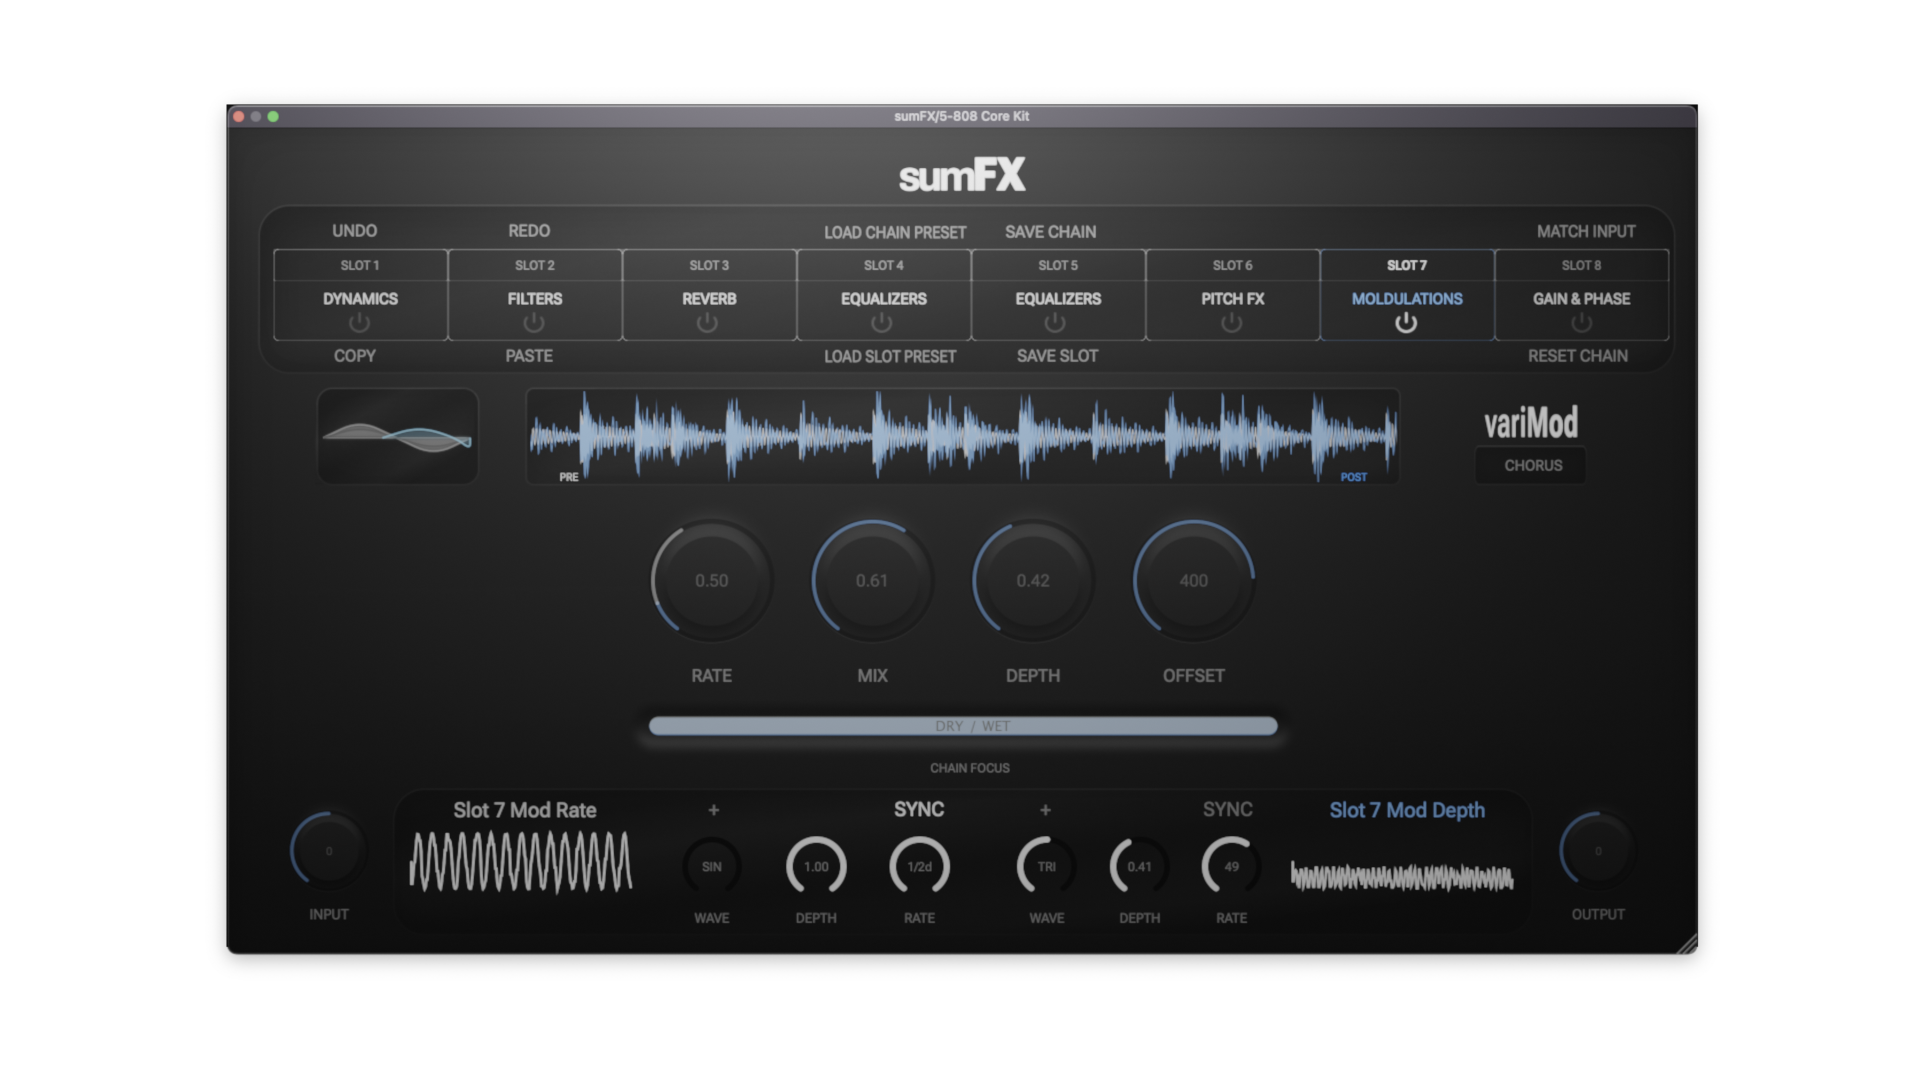 sumFX/5-808 Core Kit
sumFX
UNDO REDO LOAD CHAIN PRESET SAVE CHAIN MATCH INPUT
SLOT 1 SLOT 2 SLOT 3 SLOT 4 SLOT 5 SLOT 6 SLOT 7 SLOT 8
DYNAMICS FILTERS REVERB EQUALIZERS EQUALIZERS PITCH FX MOLDULATIONS GAIN & PHASE
COPY PASTE LOAD SLOT PRESET SAVE SLOT RESET CHAIN
variMod
CHORUS
PRE POST
0.50 0.61 0.42 400
RATE MIX DEPTH OFFSET
DRY / WET
CHAIN FOCUS
Slot 7 Mod Rate + SYNC + SYNC Slot 7 Mod Depth
0 SIN 1.00 1/2d TRI 0.41 49 0
INPUT WAVE DEPTH RATE WAVE DEPTH RATE OUTPUT